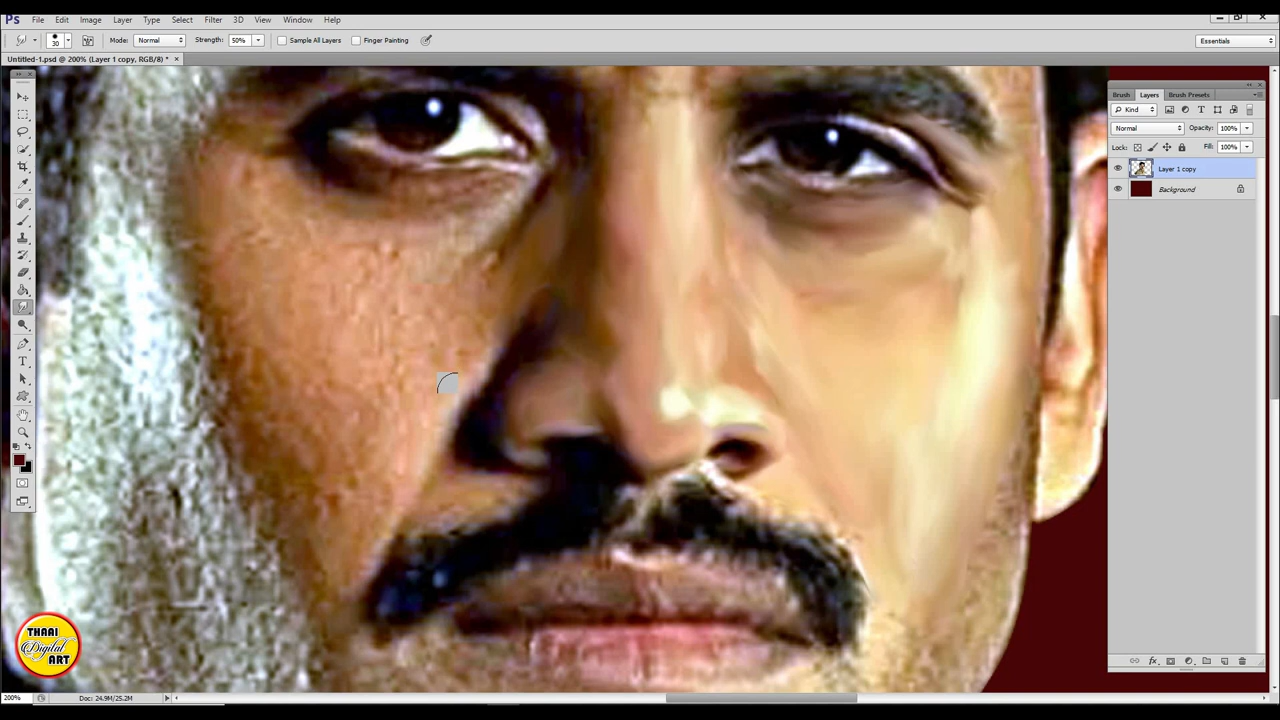 Ps File Edit Image Layer Type Select Filter 3D View Window Help
30 Mode: Normal Strength: 50% Sample All Layers Finger Painting Essentials
Untitled-1.psd @ 200% (Layer 1 copy, RGB/8) * ×
Brush Layers Brush Presets
Kind
Normal Opacity: 100%
Lock: Fill: 100%
Layer 1 copy
Background
THAAI
Digital
ART
200% Doc: 24.9M/25.2M